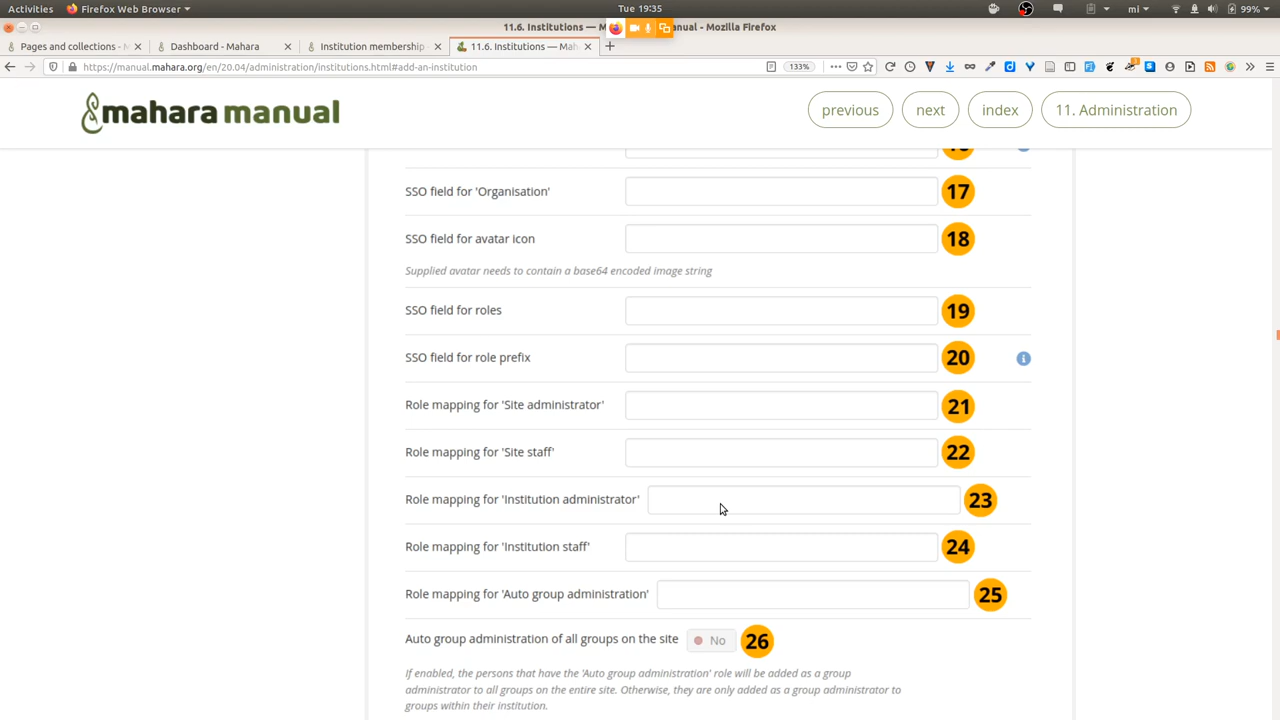 Activities
Firefox Web Browser
Tue 19:35
mi
99%
11.6. Institutions — M
anual - Mozilla Firefox
Pages and collections - M
Dashboard - Mahara
Institution membership
11.6. Institutions — Mah
https://manual.mahara.org/en/20.04/administration/institutions.html#add-an-institution
133%
mahara manual
previous
next
index
11. Administration
SSO field for 'Organisation'
17
SSO field for avatar icon
18
Supplied avatar needs to contain a base64 encoded image string
SSO field for roles
19
SSO field for role prefix
20
Role mapping for 'Site administrator'
21
Role mapping for 'Site staff'
22
Role mapping for 'Institution administrator'
23
Role mapping for 'Institution staff'
24
Role mapping for 'Auto group administration'
25
Auto group administration of all groups on the site
No
26
If enabled, the persons that have the 'Auto group administration' role will be added as a group
administrator to all groups on the entire site. Otherwise, they are only added as a group administrator to
groups within their institution.